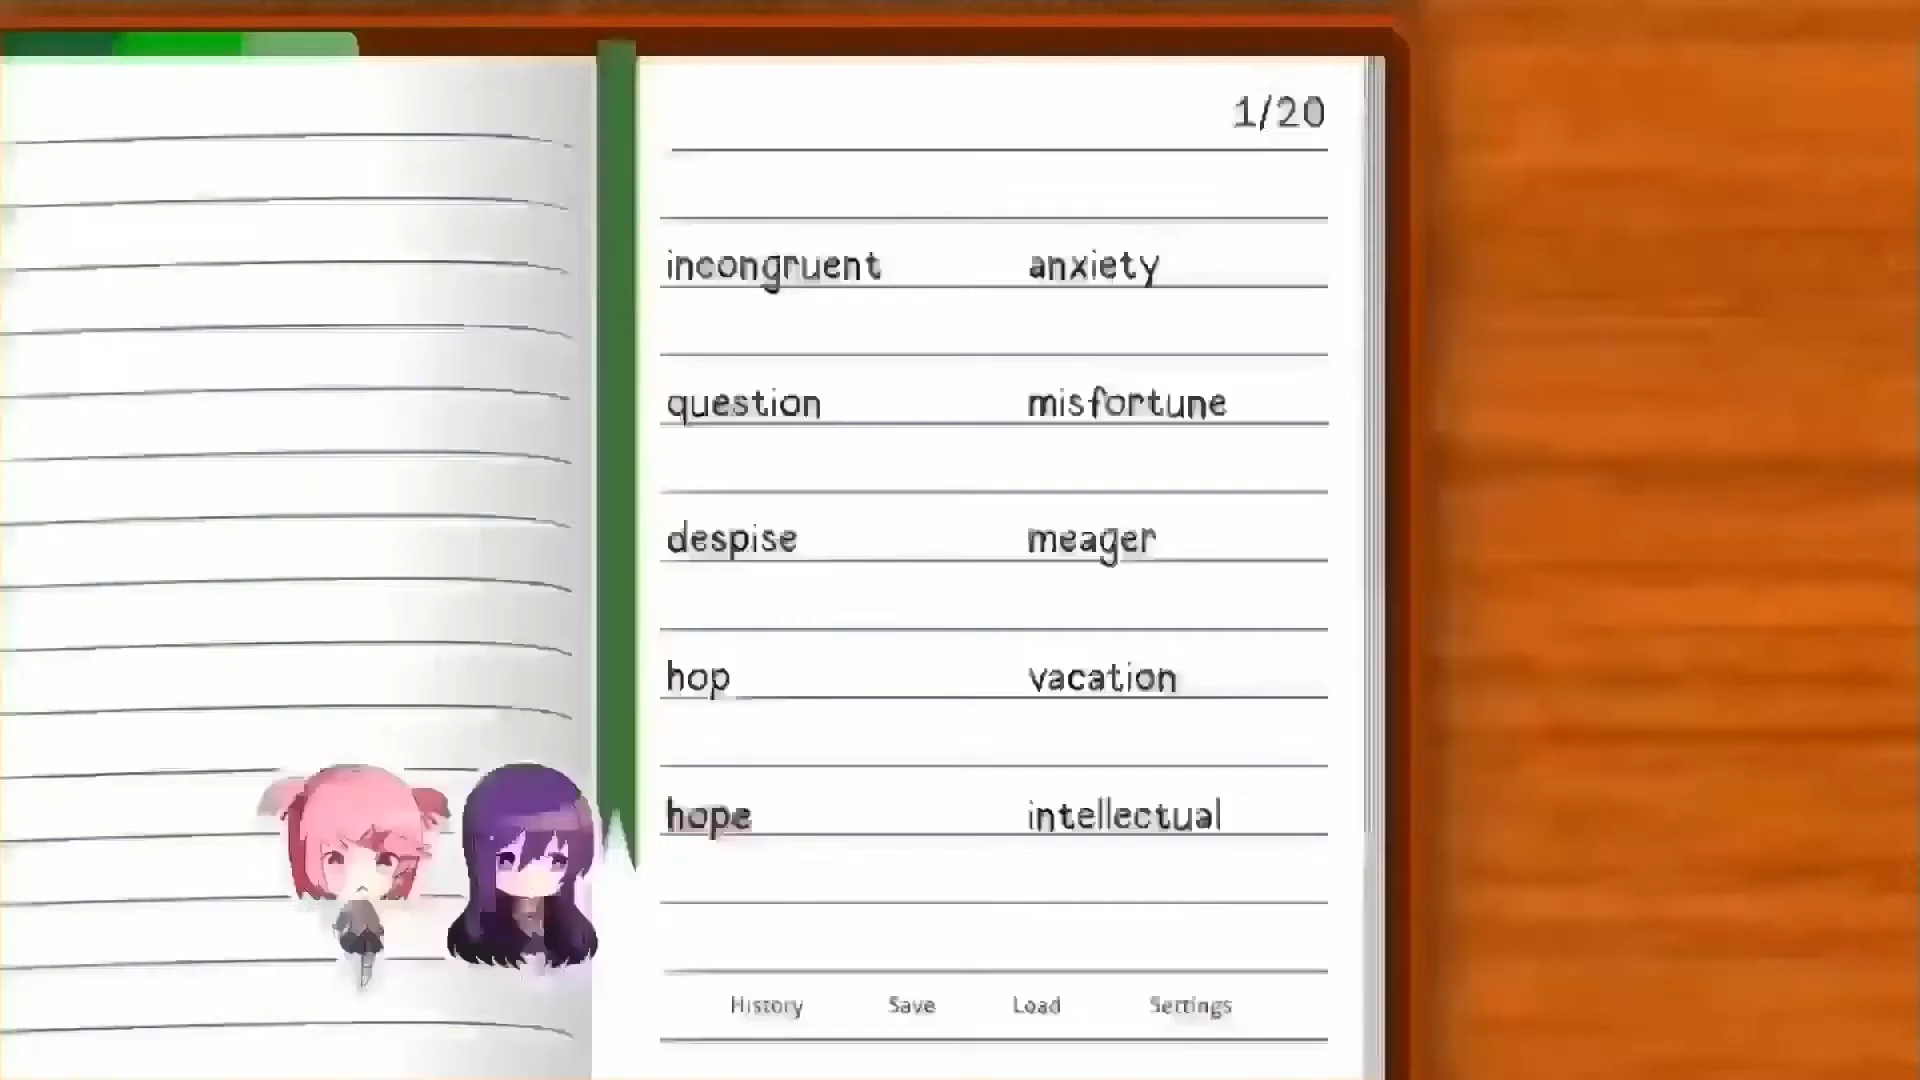 1/20
incongruent anxiety
question misfortune
despise meager
hop vacation
hope intellectual
History Save Load Settings